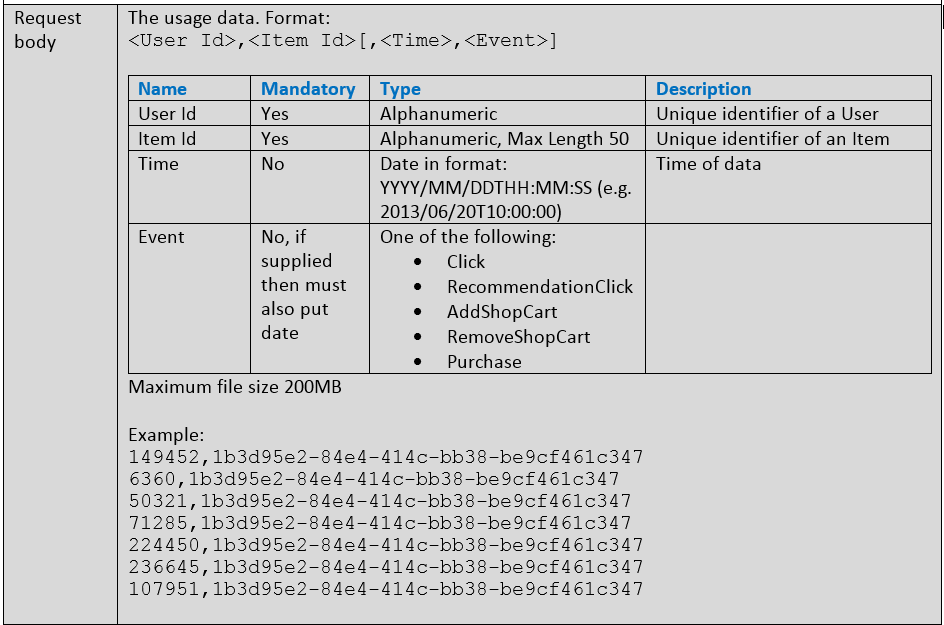 Request body
The usage data. Format:
<User Id>,<Item Id>[,<Time>,<Event>]
Name Mandatory Type Description
User Id Yes Alphanumeric Unique identifier of a User
Item Id Yes Alphanumeric, Max Length 50 Unique identifier of an Item
Time No Date in format: Time of data
YYYY/MM/DDTHH:MM:SS (e.g.
2013/06/20T10:00:00)
Event No, if supplied then must also put date One of the following:
• Click
• RecommendationClick
• AddShopCart
• RemoveShopCart
• Purchase
Maximum file size 200MB
Example:
149452,1b3d95e2-84e4-414c-bb38-be9cf461c347
6360,1b3d95e2-84e4-414c-bb38-be9cf461c347
50321,1b3d95e2-84e4-414c-bb38-be9cf461c347
71285,1b3d95e2-84e4-414c-bb38-be9cf461c347
224450,1b3d95e2-84e4-414c-bb38-be9cf461c347
236645,1b3d95e2-84e4-414c-bb38-be9cf461c347
107951,1b3d95e2-84e4-414c-bb38-be9cf461c347